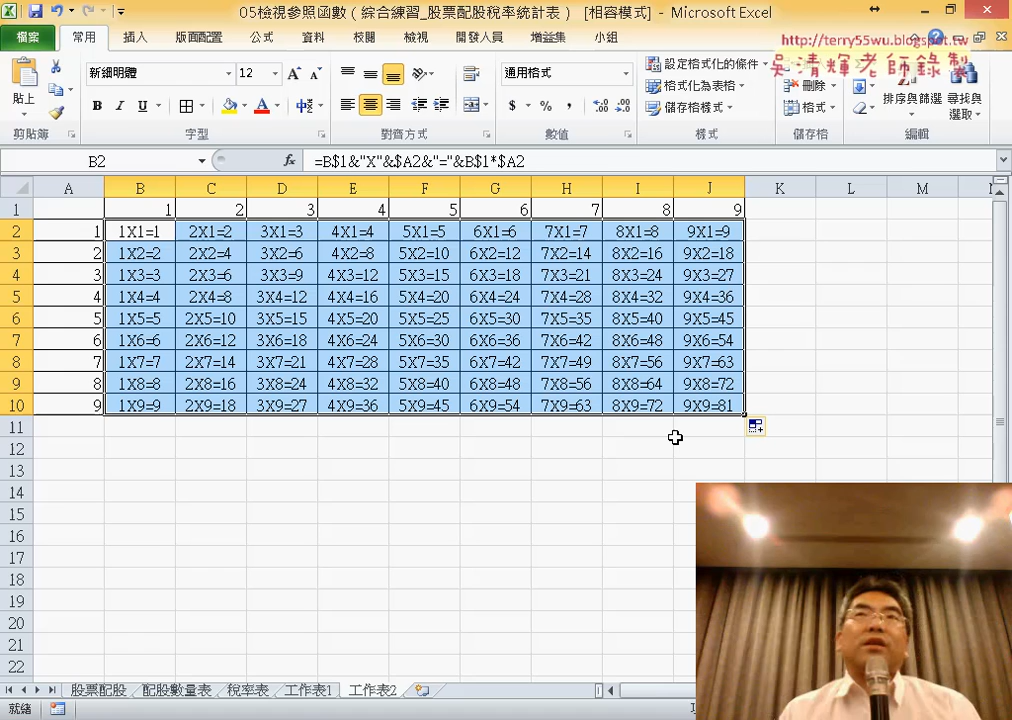 05檢視參照函數（綜合練習_股票配股稅率統計表） [相容模式] - Microsoft Excel
檔案 常用 插入 版面配置 公式 資料 校閱 檢視 開發人員 增益集 小組
http://terry55wu.blogspot.tw
吳清輝老師錄製
貼上 新細明體 12 通用格式 設定格式化的條件
格式化為表格 刪除 排序與篩選 尋找與選取
儲存格樣式 格式
剪貼簿 字型 對齊方式 數值 樣式 儲存格 編輯
B2 fx =B$1&"X"&$A2&"="&B$1*$A2
A B C D E F G H I J K L M
1 1 2 3 4 5 6 7 8 9
2 1 1X1=1 2X1=2 3X1=3 4X1=4 5X1=5 6X1=6 7X1=7 8X1=8 9X1=9
3 2 1X2=2 2X2=4 3X2=6 4X2=8 5X2=10 6X2=12 7X2=14 8X2=16 9X2=18
4 3 1X3=3 2X3=6 3X3=9 4X3=12 5X3=15 6X3=18 7X3=21 8X3=24 9X3=27
5 4 1X4=4 2X4=8 3X4=12 4X4=16 5X4=20 6X4=24 7X4=28 8X4=32 9X4=36
6 5 1X5=5 2X5=10 3X5=15 4X5=20 5X5=25 6X5=30 7X5=35 8X5=40 9X5=45
7 6 1X6=6 2X6=12 3X6=18 4X6=24 5X6=30 6X6=36 7X6=42 8X6=48 9X6=54
8 7 1X7=7 2X7=14 3X7=21 4X7=28 5X7=35 6X7=42 7X7=49 8X7=56 9X7=63
9 8 1X8=8 2X8=16 3X8=24 4X8=32 5X8=40 6X8=48 7X8=56 8X8=64 9X8=72
10 9 1X9=9 2X9=18 3X9=27 4X9=36 5X9=45 6X9=54 7X9=63 8X9=72 9X9=81
11
12
13
14
15
16
17
18
19
20
21
22
股票配股 配股數量表 稅率表 工作表1 工作表2
就緒